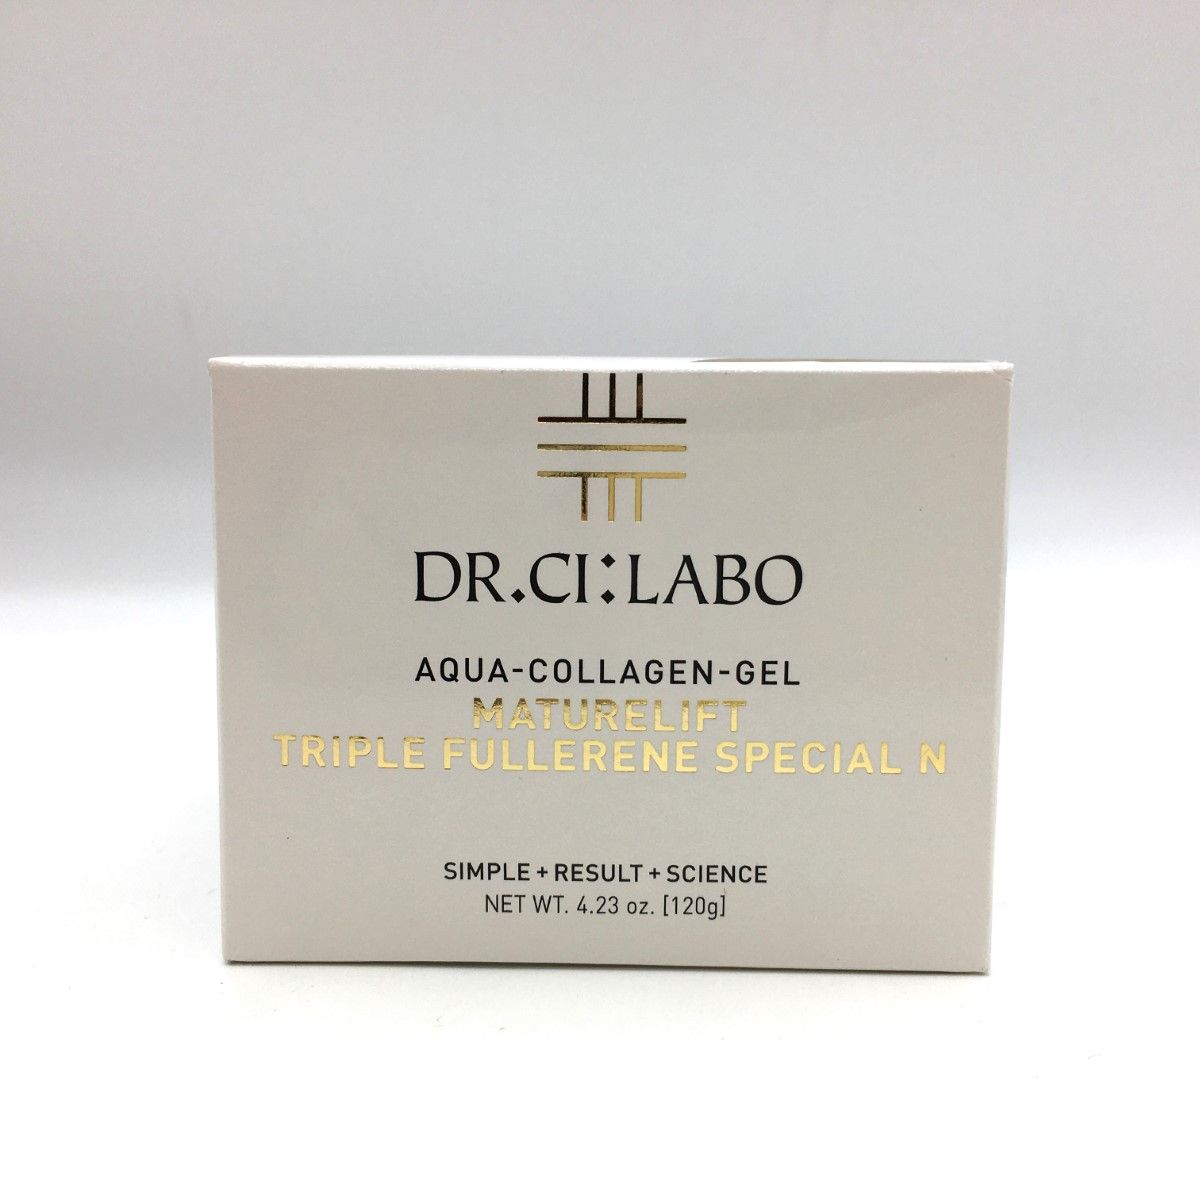 DR.CI:LABO
AQUA-COLLAGEN-GEL
MATURELIFT
TRIPLE FULLERENE SPECIAL N
SIMPLE + RESULT + SCIENCE
NET WT. 4.23 oz. [120g]